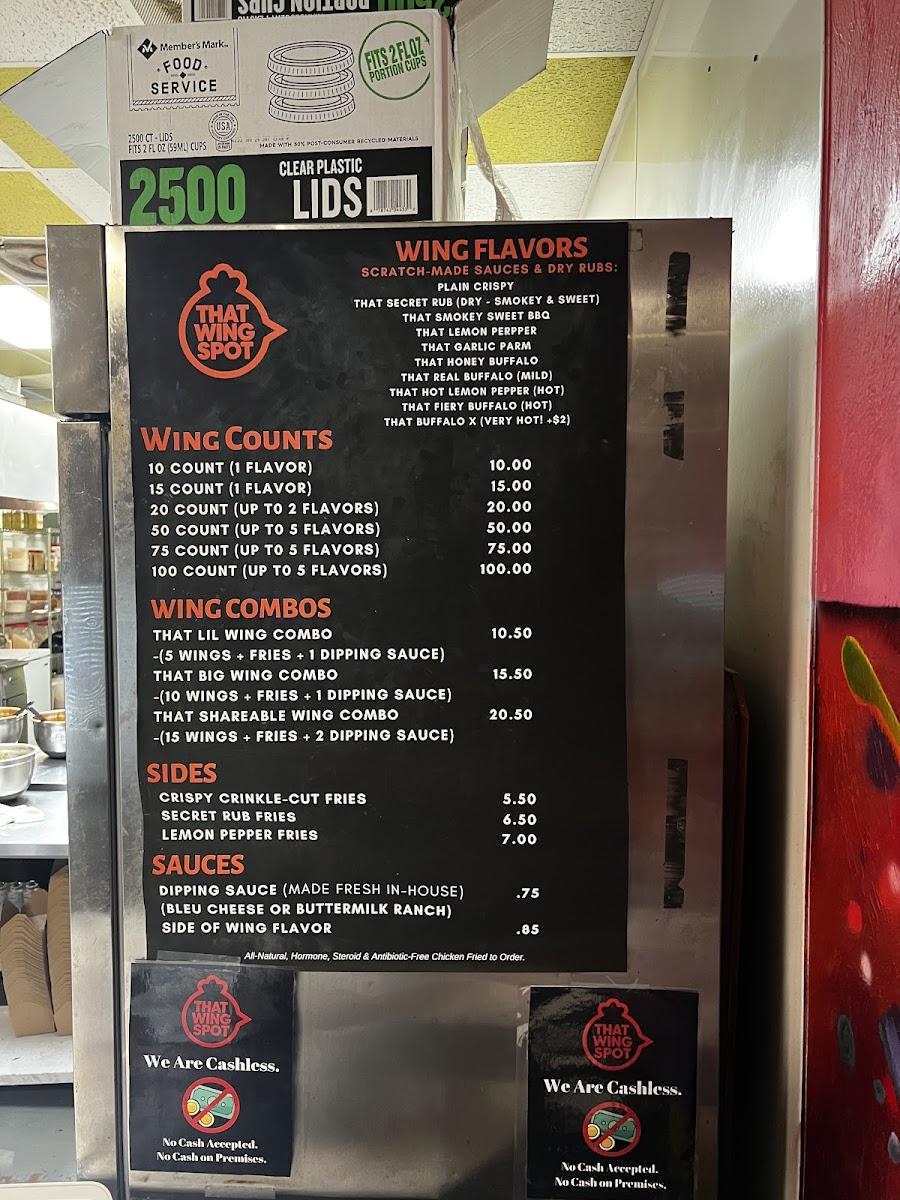 Member's Mark
FOOD
SERVICE
2500 CT - LIDS
FITS 2 FL OZ (59ML) CUPS
USA
FITS 2 FL OZ
PORTION CUPS
MADE WITH 30% POST-CONSUMER RECYCLED MATERIALS
2500
CLEAR PLASTIC
LIDS
THAT
WING
SPOT
WING FLAVORS
SCRATCH-MADE SAUCES & DRY RUBS:
PLAIN CRISPY
THAT SECRET RUB (DRY - SMOKEY & SWEET)
THAT SMOKEY SWEET BBQ
THAT LEMON PERPPER
THAT GARLIC PARM
THAT HONEY BUFFALO
THAT REAL BUFFALO (MILD)
THAT HOT LEMON PEPPER (HOT)
THAT FIERY BUFFALO (HOT)
THAT BUFFALO X (VERY HOT! +$2)
WING COUNTS
10 COUNT (1 FLAVOR) 10.00
15 COUNT (1 FLAVOR) 15.00
20 COUNT (UP TO 2 FLAVORS) 20.00
50 COUNT (UP TO 5 FLAVORS) 50.00
75 COUNT (UP TO 5 FLAVORS) 75.00
100 COUNT (UP TO 5 FLAVORS) 100.00
WING COMBOS
THAT LIL WING COMBO 10.50
-(5 WINGS + FRIES + 1 DIPPING SAUCE)
THAT BIG WING COMBO 15.50
-(10 WINGS + FRIES + 1 DIPPING SAUCE)
THAT SHAREABLE WING COMBO 20.50
-(15 WINGS + FRIES + 2 DIPPING SAUCE)
SIDES
CRISPY CRINKLE-CUT FRIES 5.50
SECRET RUB FRIES 6.50
LEMON PEPPER FRIES 7.00
SAUCES
DIPPING SAUCE (MADE FRESH IN-HOUSE) .75
(BLEU CHEESE OR BUTTERMILK RANCH)
SIDE OF WING FLAVOR .85
All-Natural, Hormone, Steroid & Antibiotic-Free Chicken Fried to Order.
THAT
WING
SPOT
We Are Cashless.
No Cash Accepted.
No Cash on Premises.
THAT
WING
SPOT
We Are Cashless.
No Cash Accepted.
No Cash on Premises.